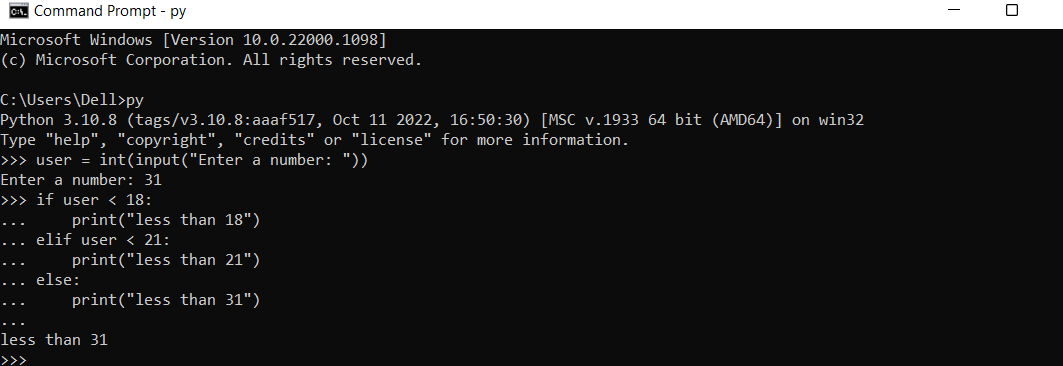 Command Prompt - py
Microsoft Windows [Version 10.0.22000.1098]
(c) Microsoft Corporation. All rights reserved.
C:\Users\Dell>py
Python 3.10.8 (tags/v3.10.8:aaaf517, Oct 11 2022, 16:50:30) [MSC v.1933 64 bit (AMD64)] on win32
Type "help", "copyright", "credits" or "license" for more information.
>>> user = int(input("Enter a number: "))
Enter a number: 31
>>> if user < 18:
...     print("less than 18")
... elif user < 21:
...     print("less than 21")
... else:
...     print("less than 31")
...
less than 31
>>>